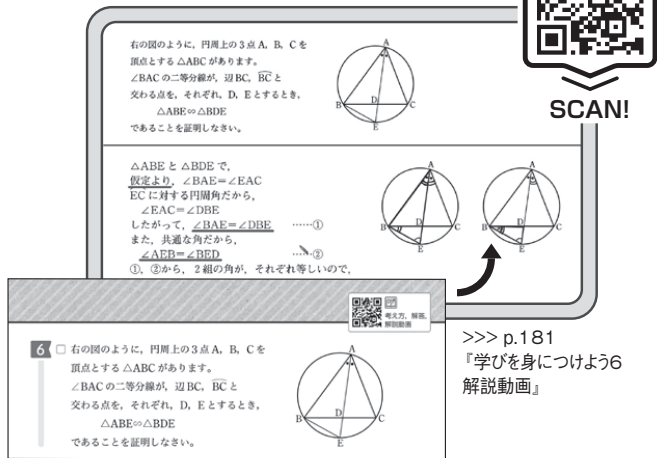 SCAN!
右の図のように，円周上の3点A，B，Cを
頂点とする △ABC があります。
∠BACの二等分線が，辺BC，BCと
交わる点を，それぞれ，D，Eとするとき，
△ABE∽△BDE
であることを証明しなさい。
A
B
D
C
E
△ABE と △BDE で，
仮定より，∠BAE=∠EAC
ECに対する円周角だから，
∠EAC=∠DBE
したがって，∠BAE=∠DBE ……①
また，共通な角だから，
∠AEB=∠BED ……②
①，②から，2組の角が，それぞれ等しいので，
A
B
D
C
E
A
B
D
C
E
考え方，解答，
解説動画
6 □ 右の図のように，円周上の3点A，B，Cを
頂点とする △ABC があります。
∠BACの二等分線が，辺BC，BCと
交わる点を，それぞれ，D，Eとするとき，
△ABE∽△BDE
であることを証明しなさい。
A
B
D
C
E
>>> p.181
『学びを身につけよう6
解説動画』